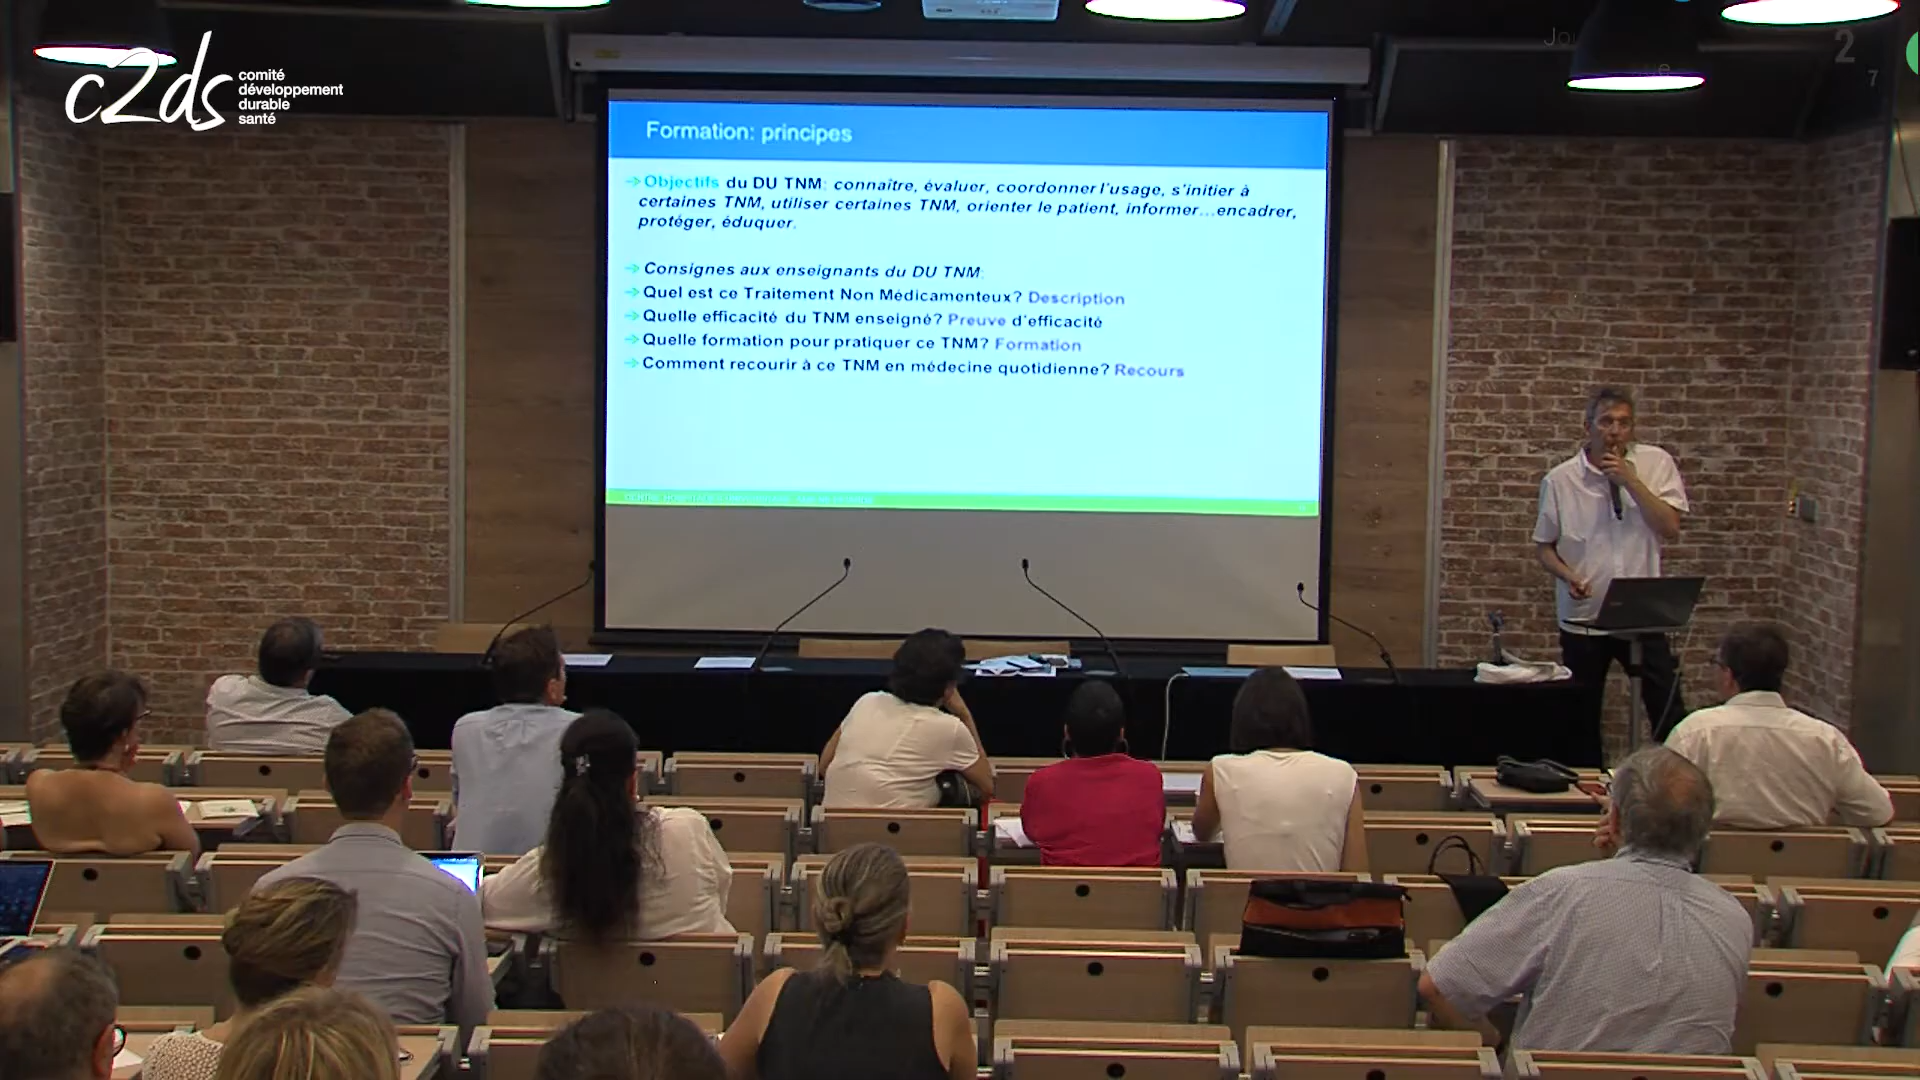 c2ds
comité
développement
durable
santé
2
7
Formation: principes
Objectifs du DU TNM: connaître, évaluer, coordonner l'usage, s'initier à
certaines TNM, utiliser certaines TNM, orienter le patient, informer...encadrer,
protéger, éduquer.
Consignes aux enseignants du DU TNM:
Quel est ce Traitement Non Médicamenteux? Description
Quelle efficacité du TNM enseigné? Preuve d'efficacité
Quelle formation pour pratiquer ce TNM? Formation
Comment recourir à ce TNM en médecine quotidienne? Recours